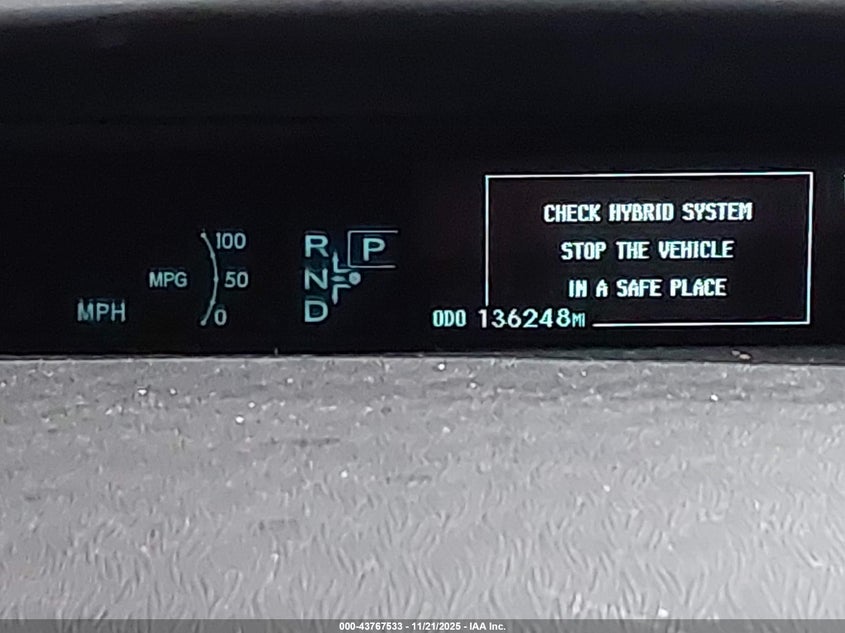 CHECK HYBRID SYSTEM
STOP THE VEHICLE
IN A SAFE PLACE
ODO 136248MI
R P
N
D
100
MPG 50
0
MPH
000-43767533 - 11/21/2025 - IAA Inc.